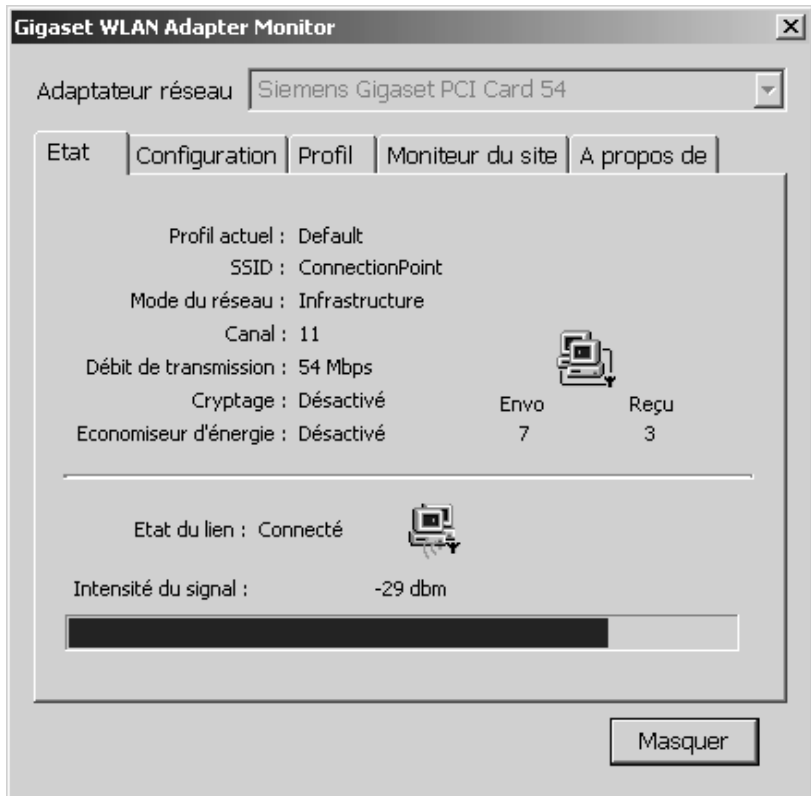 Gigaset WLAN Adapter Monitor
Adaptateur réseau Siemens Gigaset PCI Card 54
Etat Configuration Profil Moniteur du site A propos de
Profil actuel : Default
SSID : ConnectionPoint
Mode du réseau : Infrastructure
Canal : 11
Débit de transmission : 54 Mbps
Cryptage : Désactivé Envo Reçu
Economiseur d'énergie : Désactivé 7 3
Etat du lien : Connecté
Intensité du signal : -29 dbm
Masquer